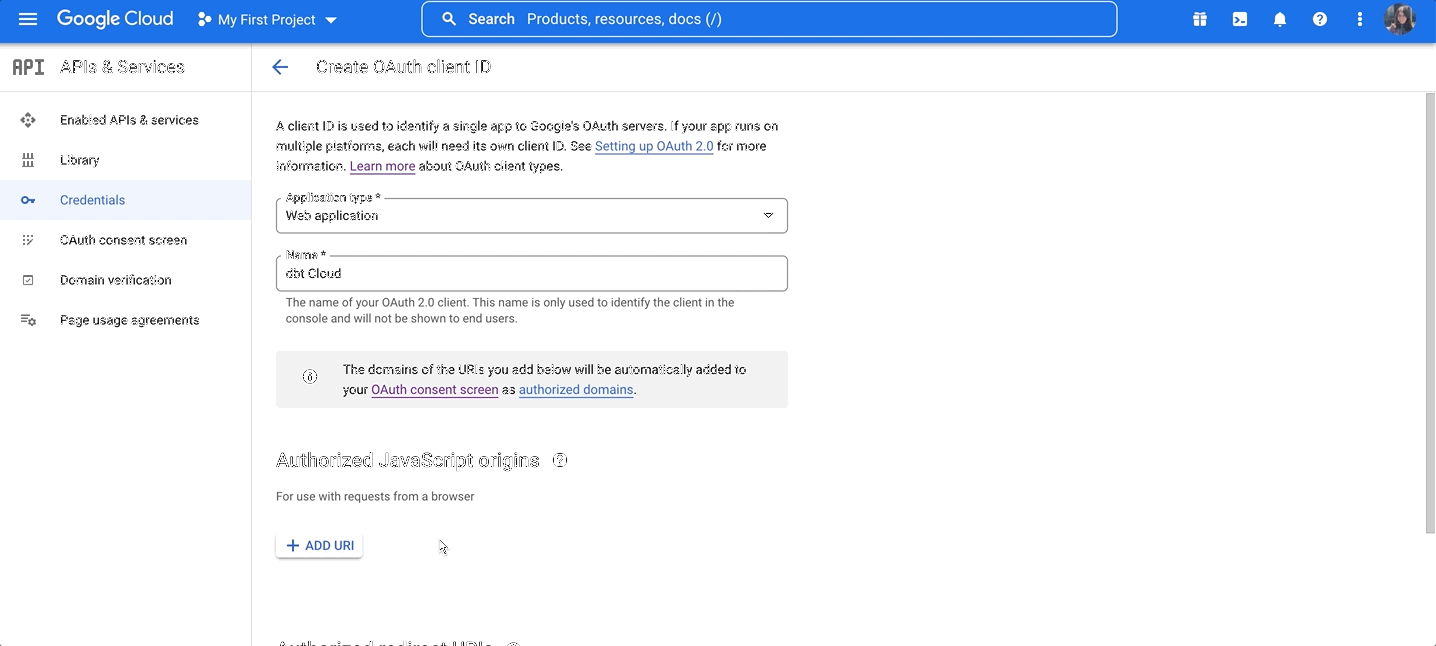 Google Cloud
My First Project
Search Products, resources, docs (/)
API APIs & Services
Create OAuth client ID
Enabled APIs & services
Library
Credentials
OAuth consent screen
Domain verification
Page usage agreements
A client ID is used to identify a single app to Google's OAuth servers. If your app runs on
multiple platforms, each will need its own client ID. See Setting up OAuth 2.0 for more
information. Learn more about OAuth client types.
Application type *
Web application
Name *
dbt Cloud
The name of your OAuth 2.0 client. This name is only used to identify the client in the
console and will not be shown to end users.
The domains of the URIs you add below will be automatically added to
your OAuth consent screen as authorized domains.
Authorized JavaScript origins
For use with requests from a browser
+ ADD URI
Authorized redirect URIs